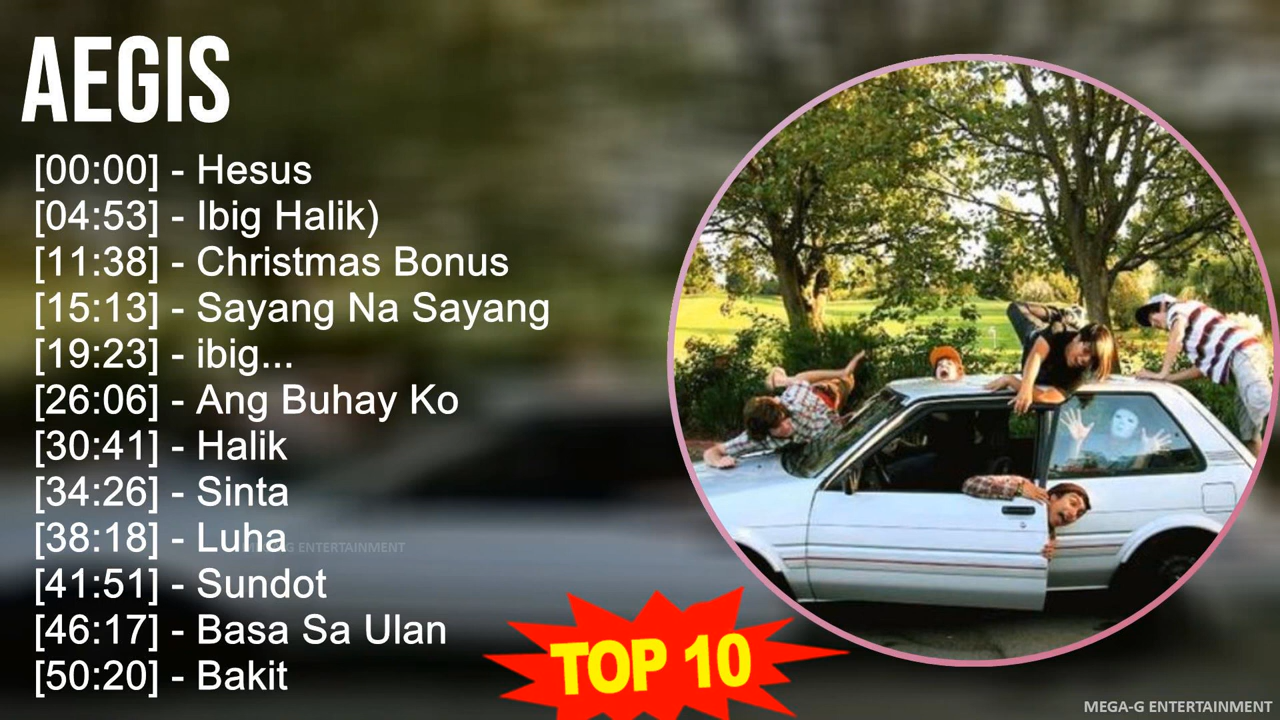 AEGIS
[00:00] - Hesus
[04:53] - Ibig Halik)
[11:38] - Christmas Bonus
[15:13] - Sayang Na Sayang
[19:23] - ibig...
[26:06] - Ang Buhay Ko
[30:41] - Halik
[34:26] - Sinta
[38:18] - Luha
G ENTERTAINMENT
[41:51] - Sundot
[46:17] - Basa Sa Ulan
[50:20] - Bakit
TOP 10
MEGA-G ENTERTAINMENT